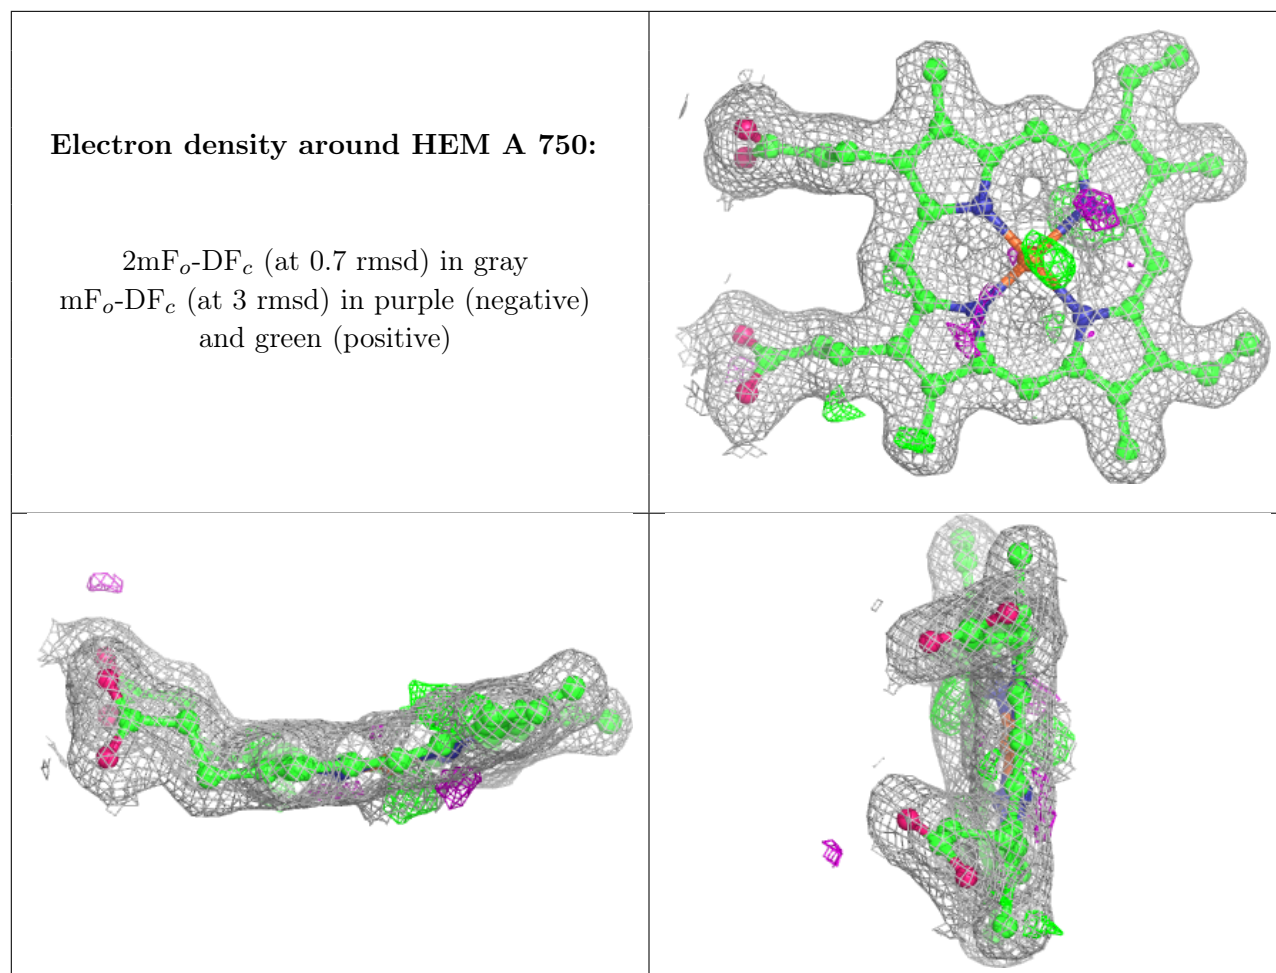 Electron density around HEM A 750:
2mFo-DFc (at 0.7 rmsd) in gray
mFo-DFc (at 3 rmsd) in purple (negative)
and green (positive)